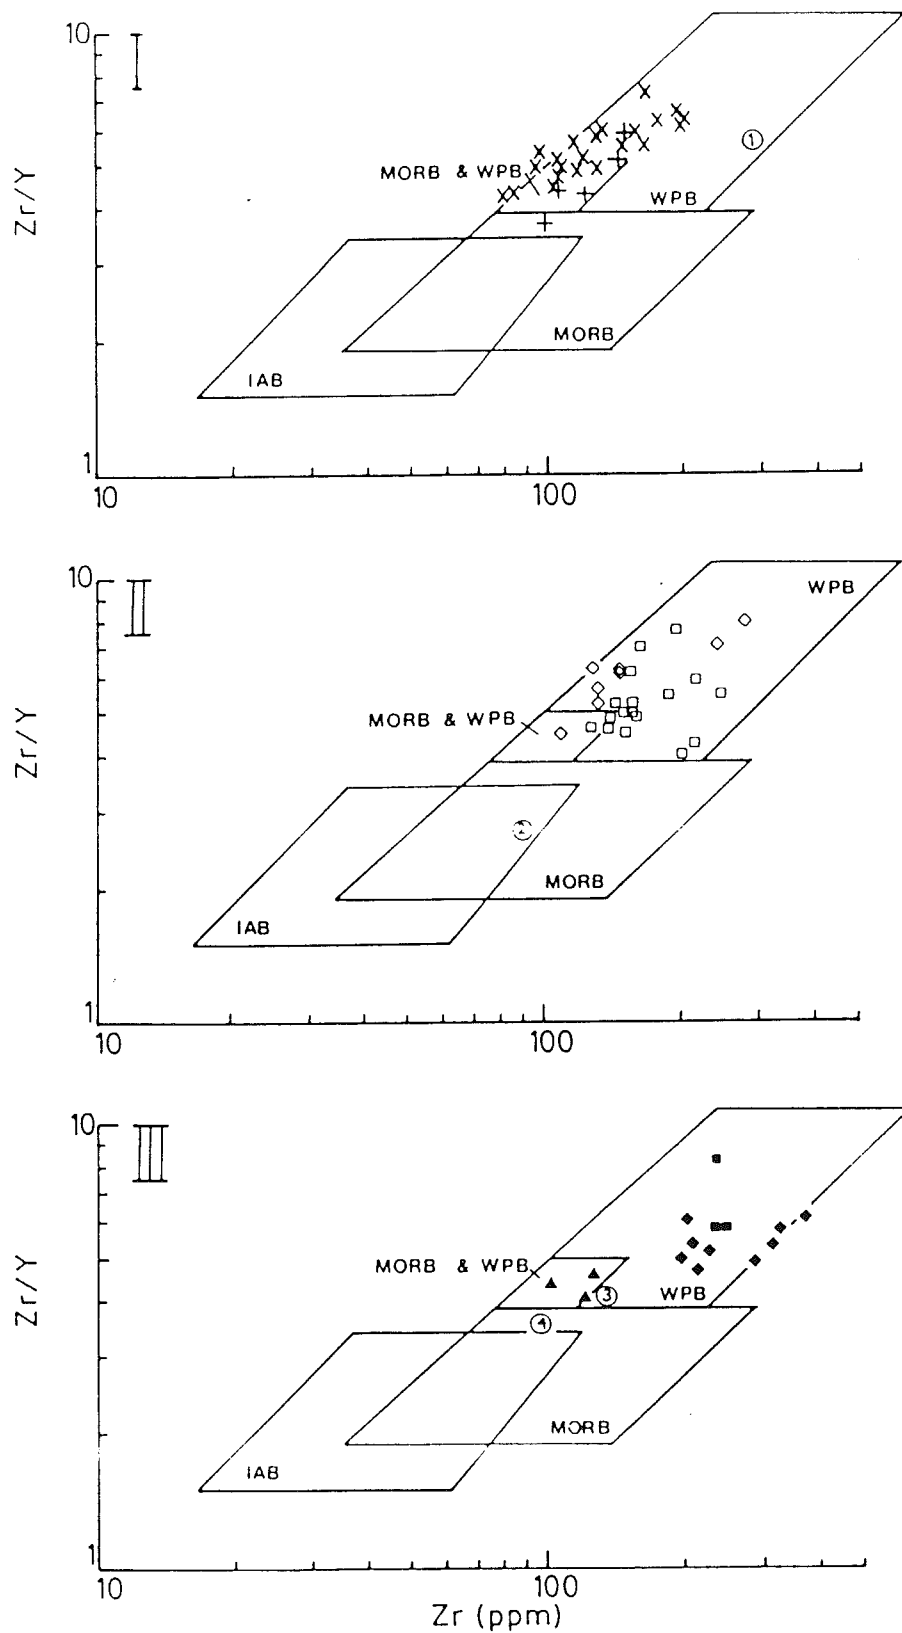 10
I
Zr/Y
MORB & WPB
①
WPB
MORB
IAB
1
10
100
10
II
WPB
Zr/Y
MORB & WPB
②
MORB
IAB
1
10
100
10
III
Zr/Y
MORB & WPB
③
WPB
④
MORB
IAB
1
10
100
Zr (ppm)